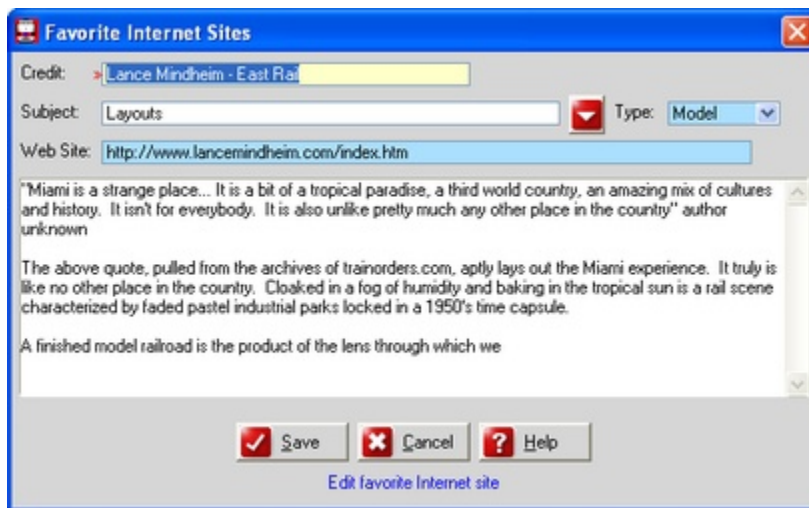 Favorite Internet Sites
Credit: » Lance Mindheim - East Rail
Subject: Layouts Type: Model
Web Site: http://www.lancemindheim.com/index.htm
"Miami is a strange place... It is a bit of a tropical paradise, a third world country, an amazing mix of cultures
and history. It isn't for everybody. It is also unlike pretty much any other place in the country" author
unknown
The above quote, pulled from the archives of trainorders.com, aptly lays out the Miami experience. It truly is
like no other place in the country. Cloaked in a fog of humidity and baking in the tropical sun is a rail scene
characterized by faded pastel industrial parks locked in a 1950's time capsule.
A finished model railroad is the product of the lens through which we
Save Cancel ? Help
Edit favorite Internet site